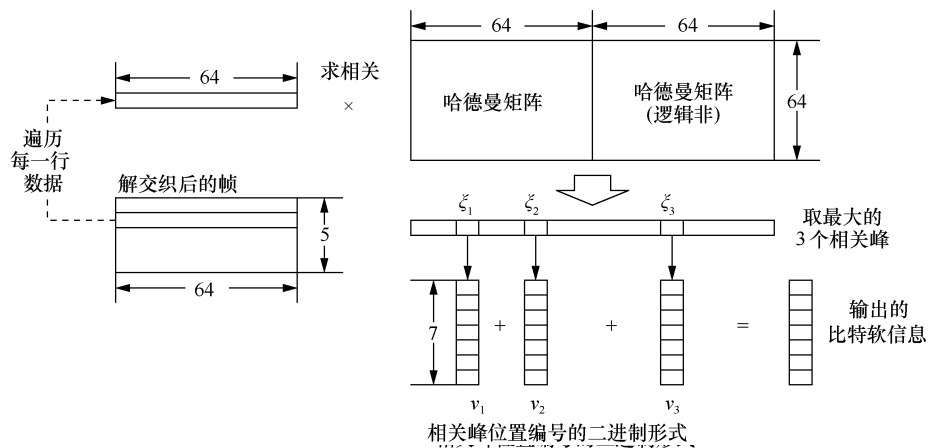 64
64
64
求相关
×
哈德曼矩阵
哈德曼矩阵
(逻辑非)
64
遍历
每一行
数据
解交织后的帧
5
64
ξ1
ξ2
ξ3
取最大的
3个相关峰
7
+
+
=
输出的
比特软信息
v1
v2
v3
相关峰位置编号的二进制形式